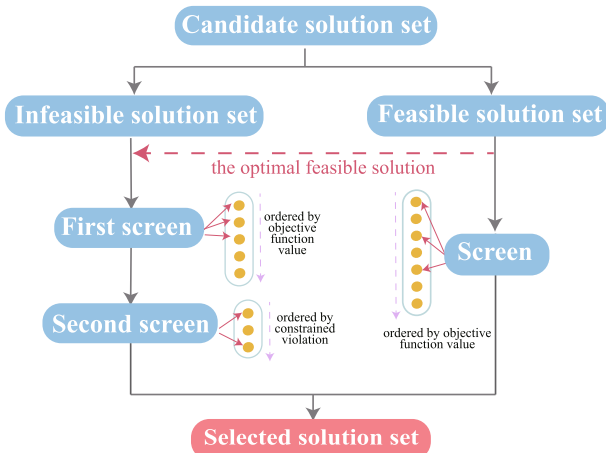 Candidate solution set
Infeasible solution set
Feasible solution set
the optimal feasible solution
First screen
ordered by
objective
function
value
Screen
Second screen
ordered by
constrained
violation
ordered by objective
function value
Selected solution set